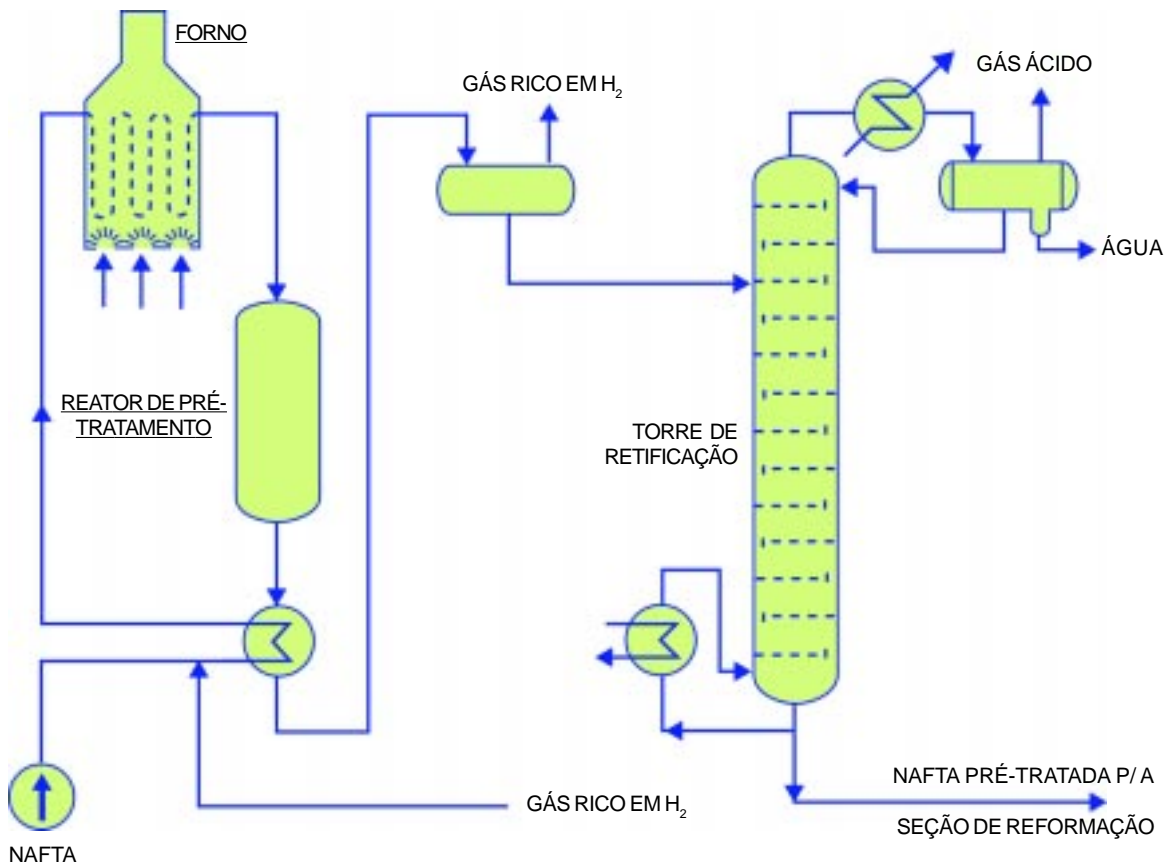 FORNO
GÁS RICO EM H₂
GÁS ÁCIDO
ÁGUA
REATOR DE PRÉ-
TRATAMENTO
TORRE DE
RETIFICAÇÃO
GÁS RICO EM H₂
NAFTA PRÉ-TRATADA P/ A
SEÇÃO DE REFORMAÇÃO
NAFTA